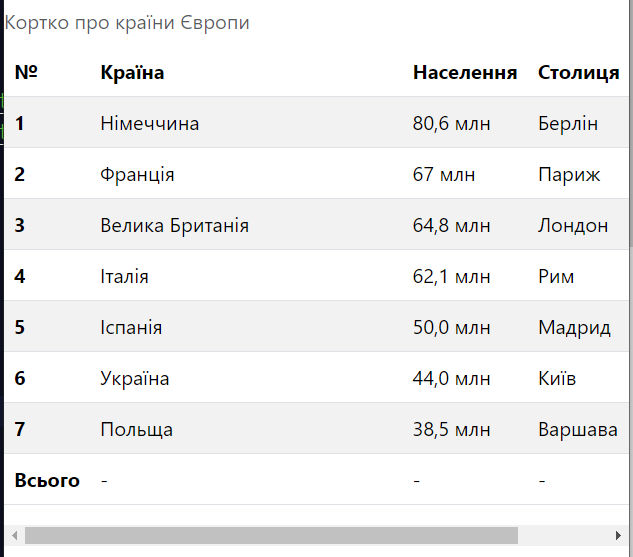 Кортко про країни Європи
№ Країна Населення Столиця
1 Німеччина 80,6 млн Берлін
2 Франція 67 млн Париж
3 Велика Британія 64,8 млн Лондон
4 Італія 62,1 млн Рим
5 Іспанія 50,0 млн Мадрид
6 Україна 44,0 млн Київ
7 Польща 38,5 млн Варшава
Всього - - -